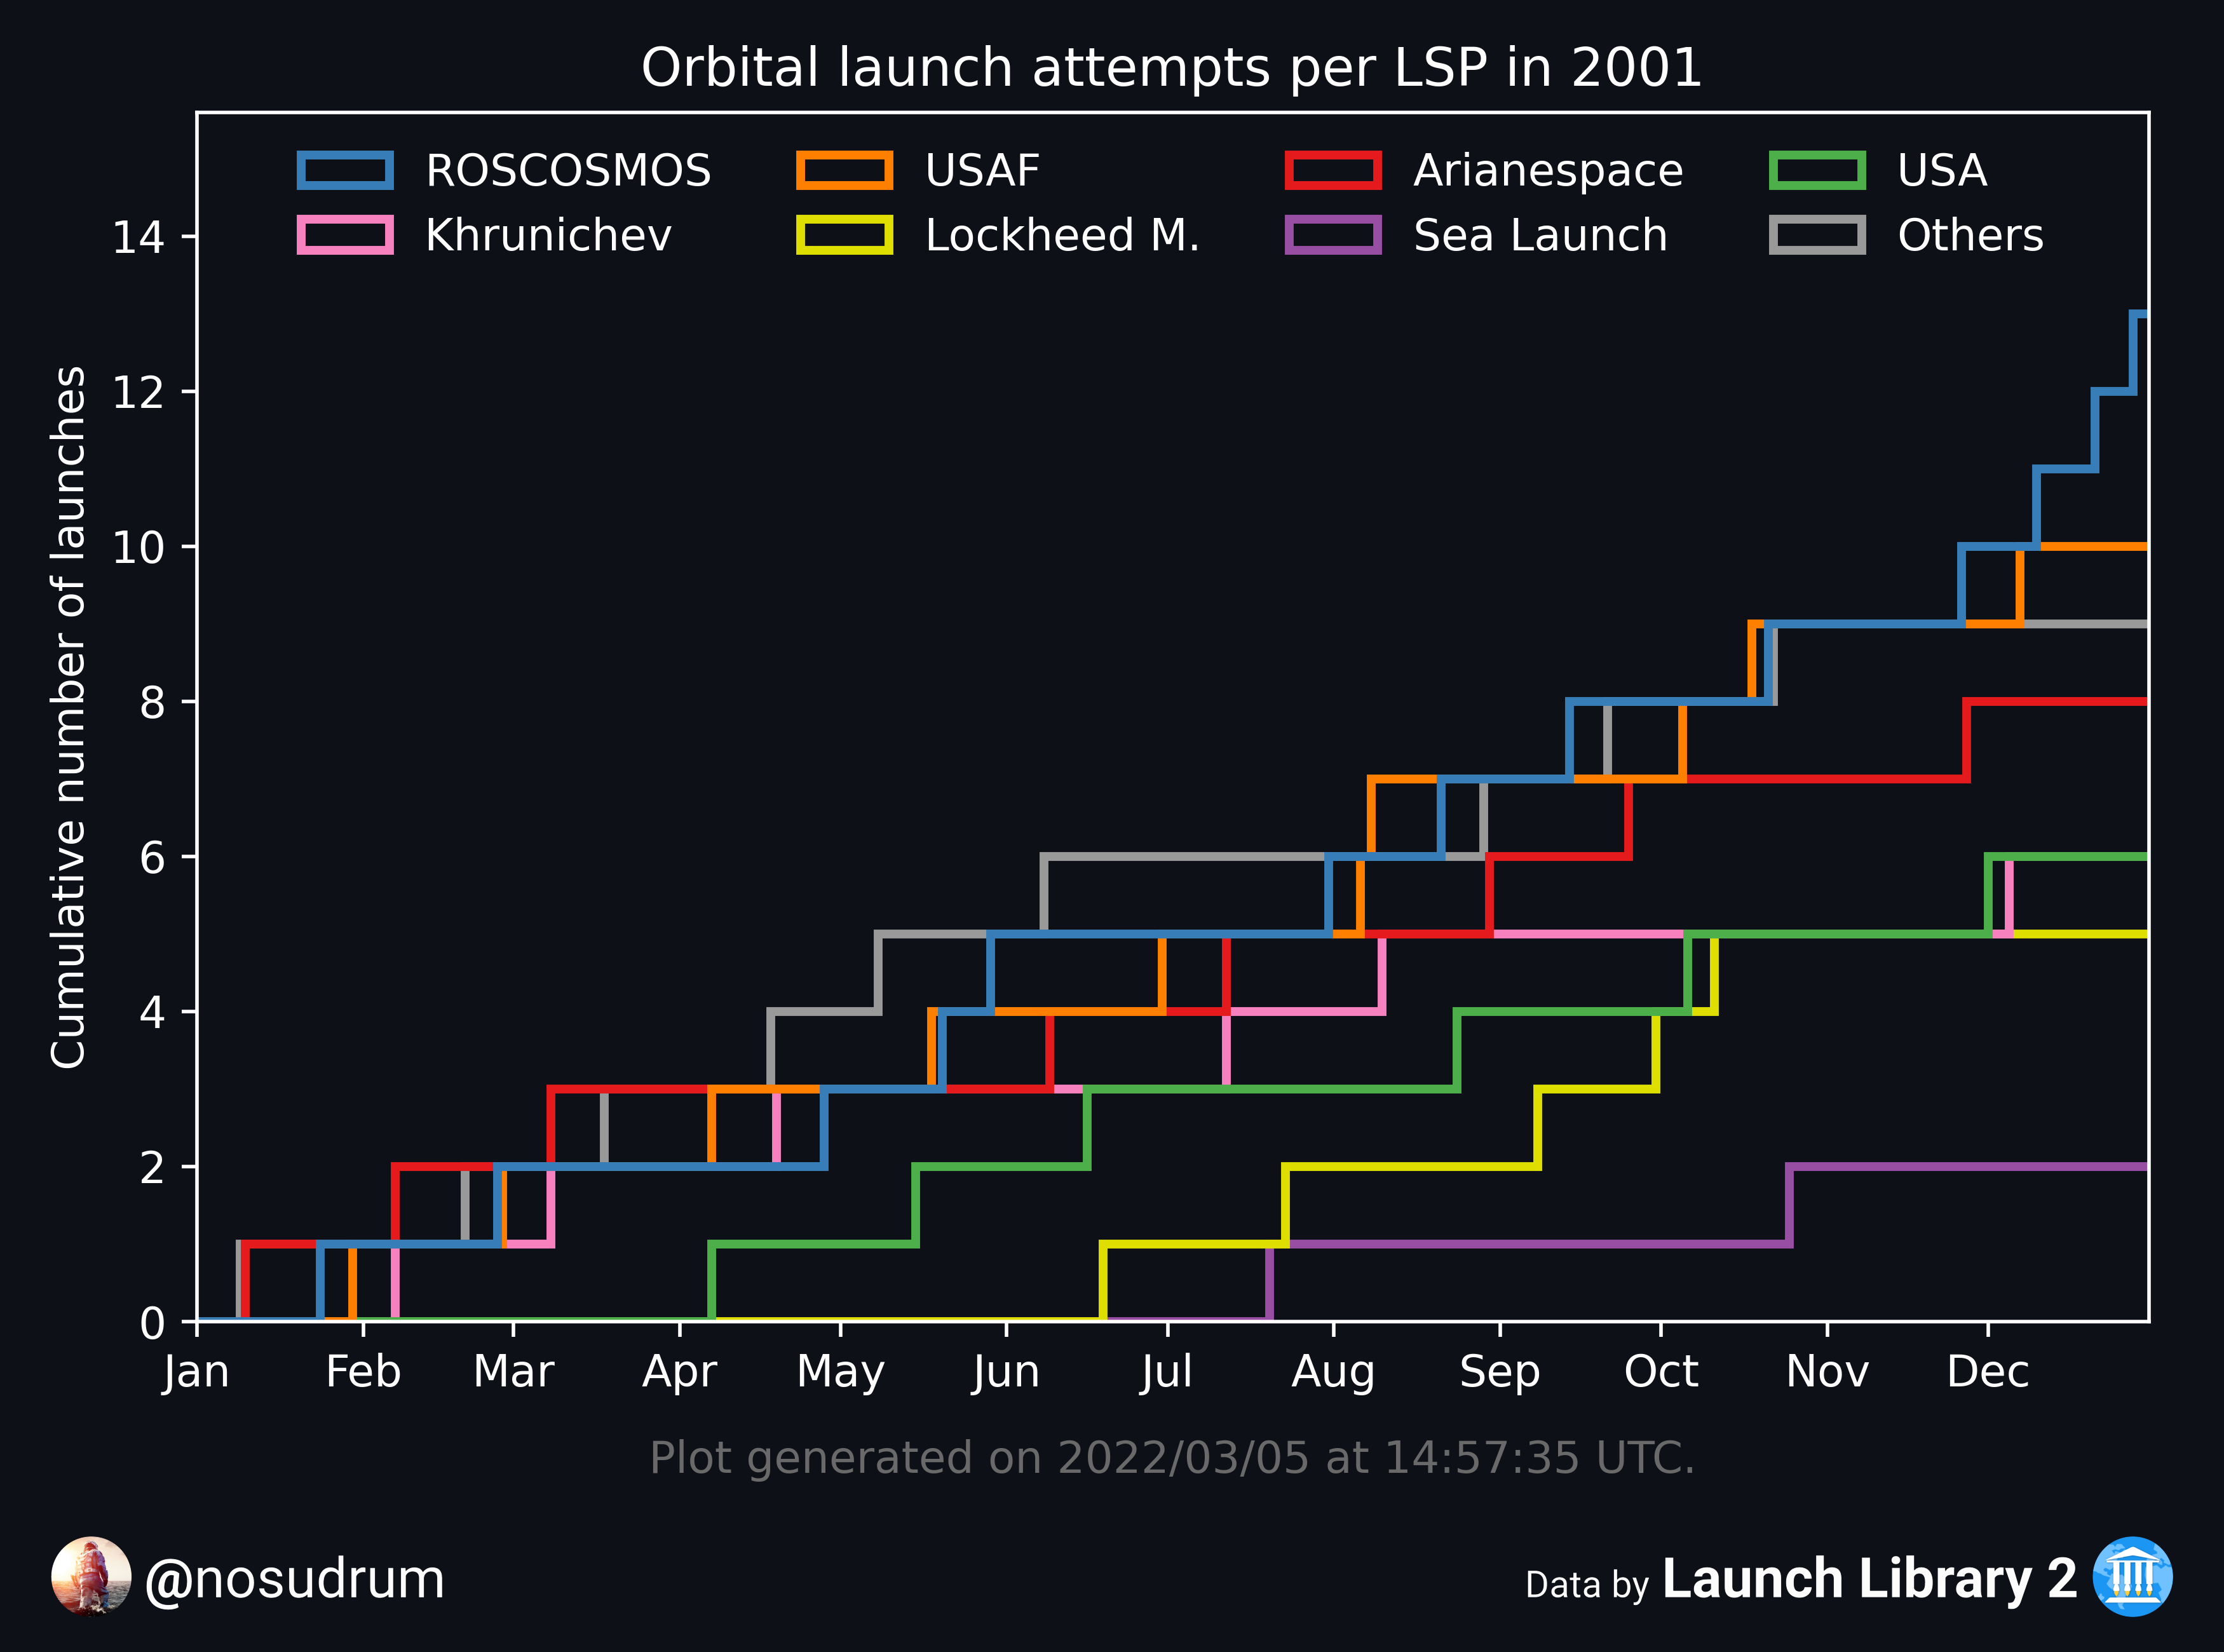 Orbital launch attempts per LSP in 2001
ROSCOSMOS USAF Arianespace USA
Khrunichev Lockheed M. Sea Launch Others
Cumulative number of launches
14
12
10
8
6
4
2
0
Jan Feb Mar Apr May Jun Jul Aug Sep Oct Nov Dec
Plot generated on 2022/03/05 at 14:57:35 UTC.
@nosudrum Data by Launch Library 2